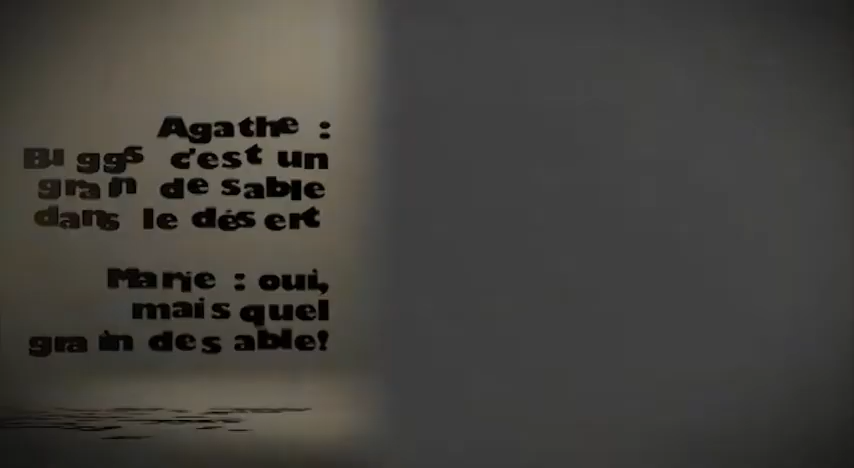 Agathe :
Biggs c'est un
grain de sable
dans le désert
Marie : oui,
mais quel
grain de sable!